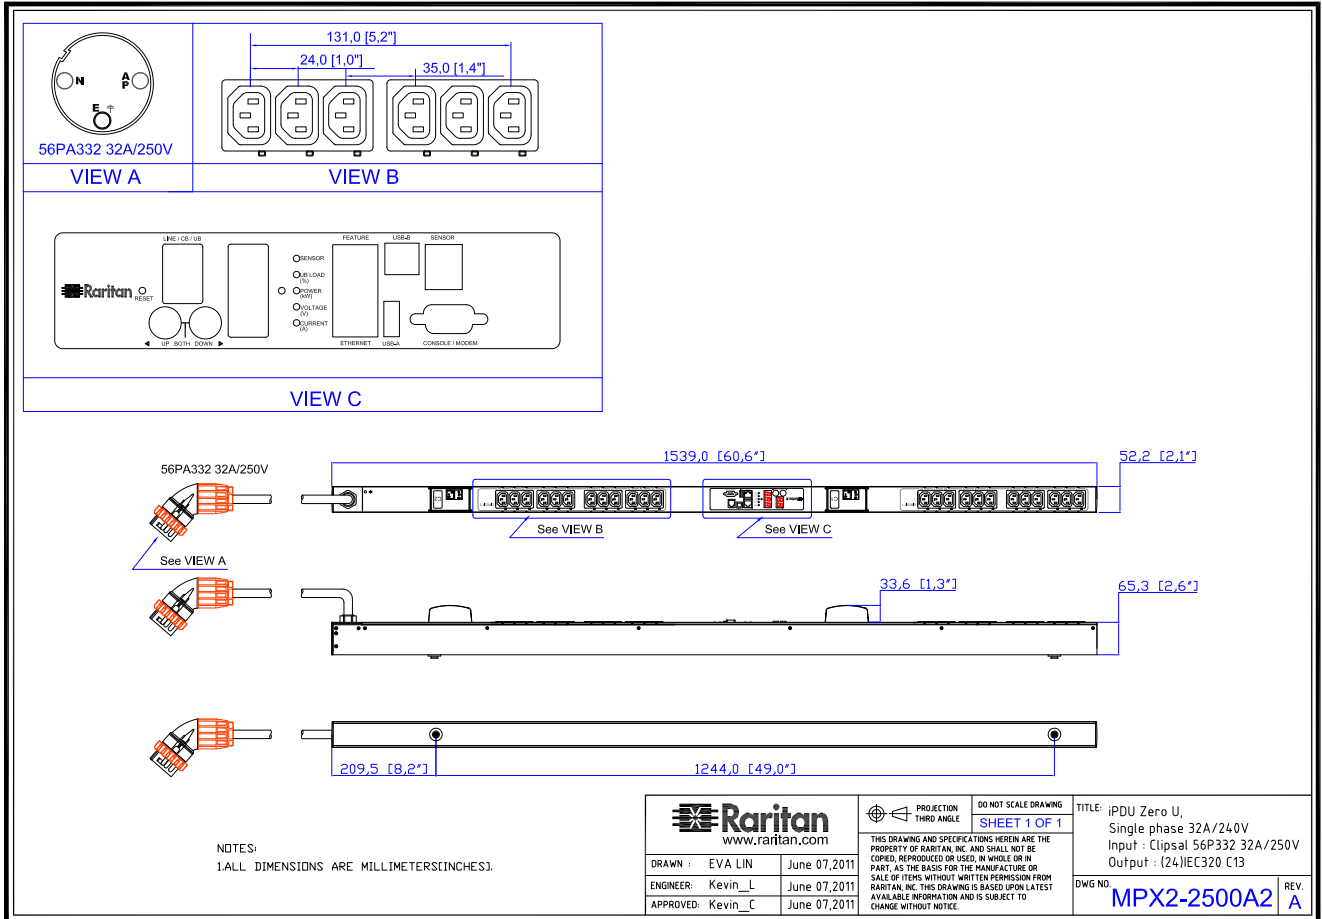 131,0 [5,2"]
24,0 [1,0"]
35,0 [1,4"]
N
A
P
E
56PA332 32A/250V
VIEW A
VIEW B
LINE / CB / UB
FEATURE
USB-B
SENSOR
SENSOR
UB LOAD
(%)
POWER
(kW)
VOLTAGE
(V)
CURRENT
(A)
Raritan
RESET
UP BOTH DOWN
ETHERNET
USB-A
CONSOLE / MODEM
VIEW C
56PA332 32A/250V
1539,0 [60,6"]
52,2 [2,1"]
See VIEW B
See VIEW C
See VIEW A
33,6 [1,3"]
65,3 [2,6"]
209,5 [8,2"]
1244,0 [49,0"]
NOTES:
1.ALL DIMENSIONS ARE MILLIMETERS[INCHES].
Raritan
www.raritan.com
DRAWN : EVA LIN June 07,2011
ENGINEER: Kevin_L June 07,2011
APPROVED: Kevin_C June 07,2011
PROJECTION
THIRD ANGLE
DO NOT SCALE DRAWING
SHEET 1 OF 1
THIS DRAWING AND SPECIFICATIONS HEREIN ARE THE
PROPERTY OF RARITAN, INC. AND SHALL NOT BE
COPIED, REPRODUCED OR USED, IN WHOLE OR IN
PART, AS THE BASIS FOR THE MANUFACTURE OR
SALE OF ITEMS WITHOUT WRITTEN PERMISSION FROM
RARITAN, INC. THIS DRAWING IS BASED UPON LATEST
AVAILABLE INFORMATION AND IS SUBJECT TO
CHANGE WITHOUT NOTICE.
TITLE: iPDU Zero U,
Single phase 32A/240V
Input : Clipsal 56P332 32A/250V
Output : (24)IEC320 C13
DWG NO. MPX2-2500A2
REV. A